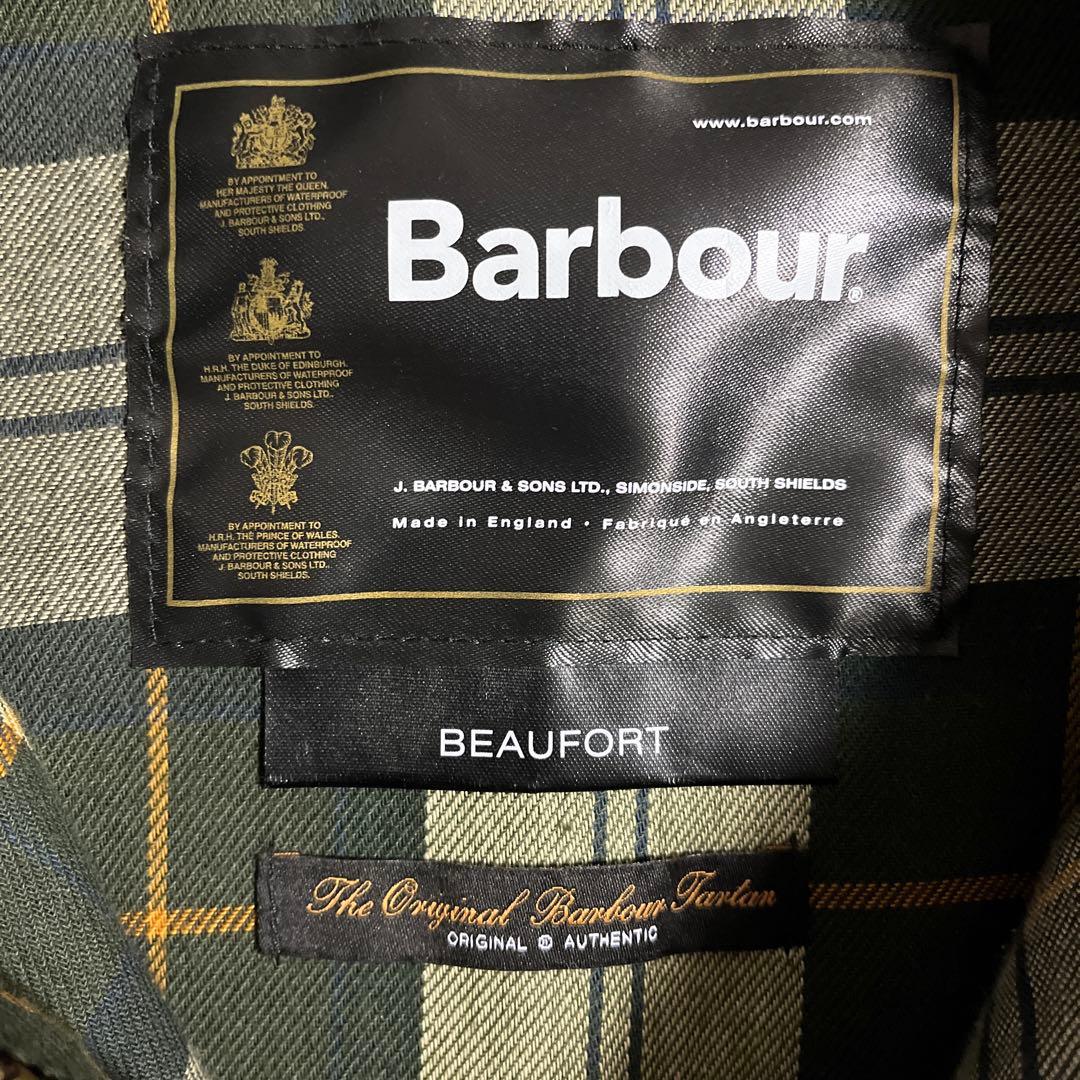 www.barbour.com
Barbour®
BY APPOINTMENT TO
HER MAJESTY THE QUEEN.
MANUFACTURERS OF WATERPROOF
AND PROTECTIVE CLOTHING
J. BARBOUR & SONS LTD.,
SOUTH SHIELDS.
BY APPOINTMENT TO
H.R.H. THE DUKE OF EDINBURGH.
MANUFACTURERS OF WATERPROOF
AND PROTECTIVE CLOTHING
J. BARBOUR & SONS LTD.,
SOUTH SHIELDS.
BY APPOINTMENT TO
H.R.H. THE PRINCE OF WALES.
MANUFACTURERS OF WATERPROOF
AND PROTECTIVE CLOTHING
J. BARBOUR & SONS LTD.,
SOUTH SHIELDS.
J. BARBOUR & SONS LTD., SIMONSIDE, SOUTH SHIELDS
Made in England • Fabriqué en Angleterre
BEAUFORT
The Original Barbour Tartan
ORIGINAL ® AUTHENTIC